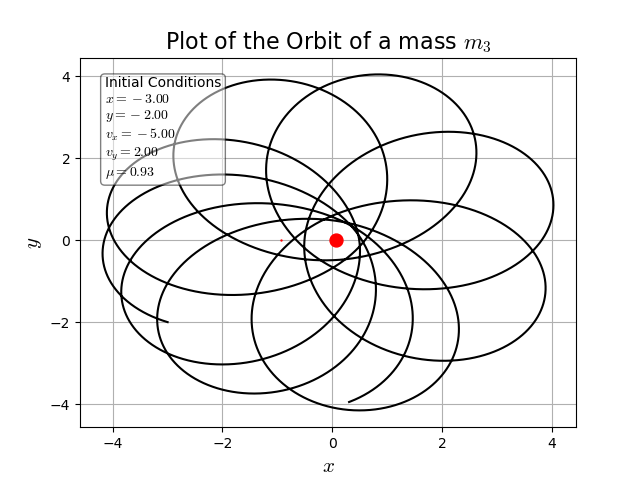 Plot of the Orbit of a mass m₃
Initial Conditions
x = −3.00
y = −2.00
vₓ = −5.00
v_y = 2.00
μ = 0.93
4
2
0
−2
−4
y
−4
−2
0
2
4
x